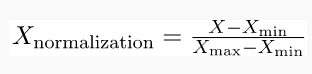 X_normalization = (X − X_min) / (X_max − X_min)